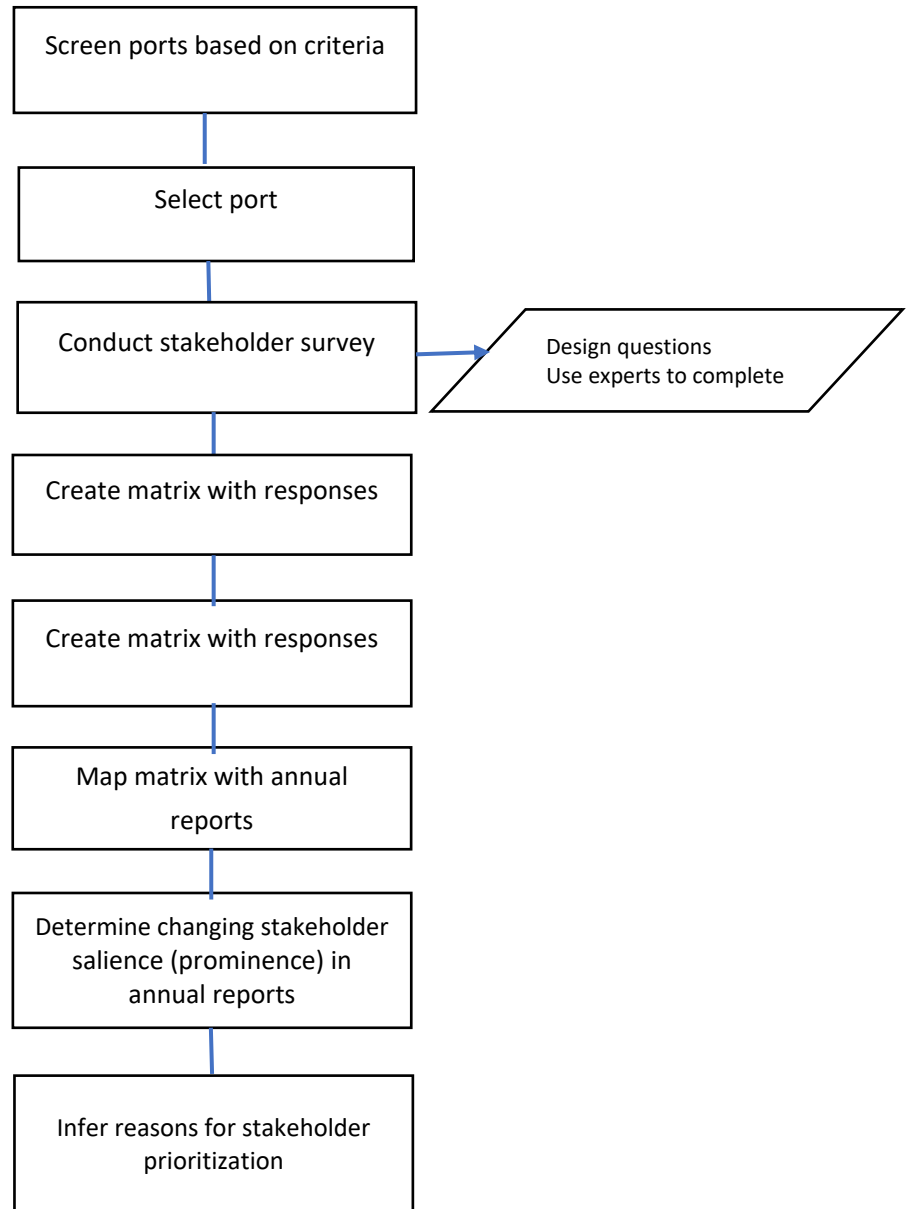 Screen ports based on criteria
Select port
Conduct stakeholder survey
Design questions
Use experts to complete
Create matrix with responses
Create matrix with responses
Map matrix with annual
reports
Determine changing stakeholder
salience (prominence) in
annual reports
Infer reasons for stakeholder
prioritization